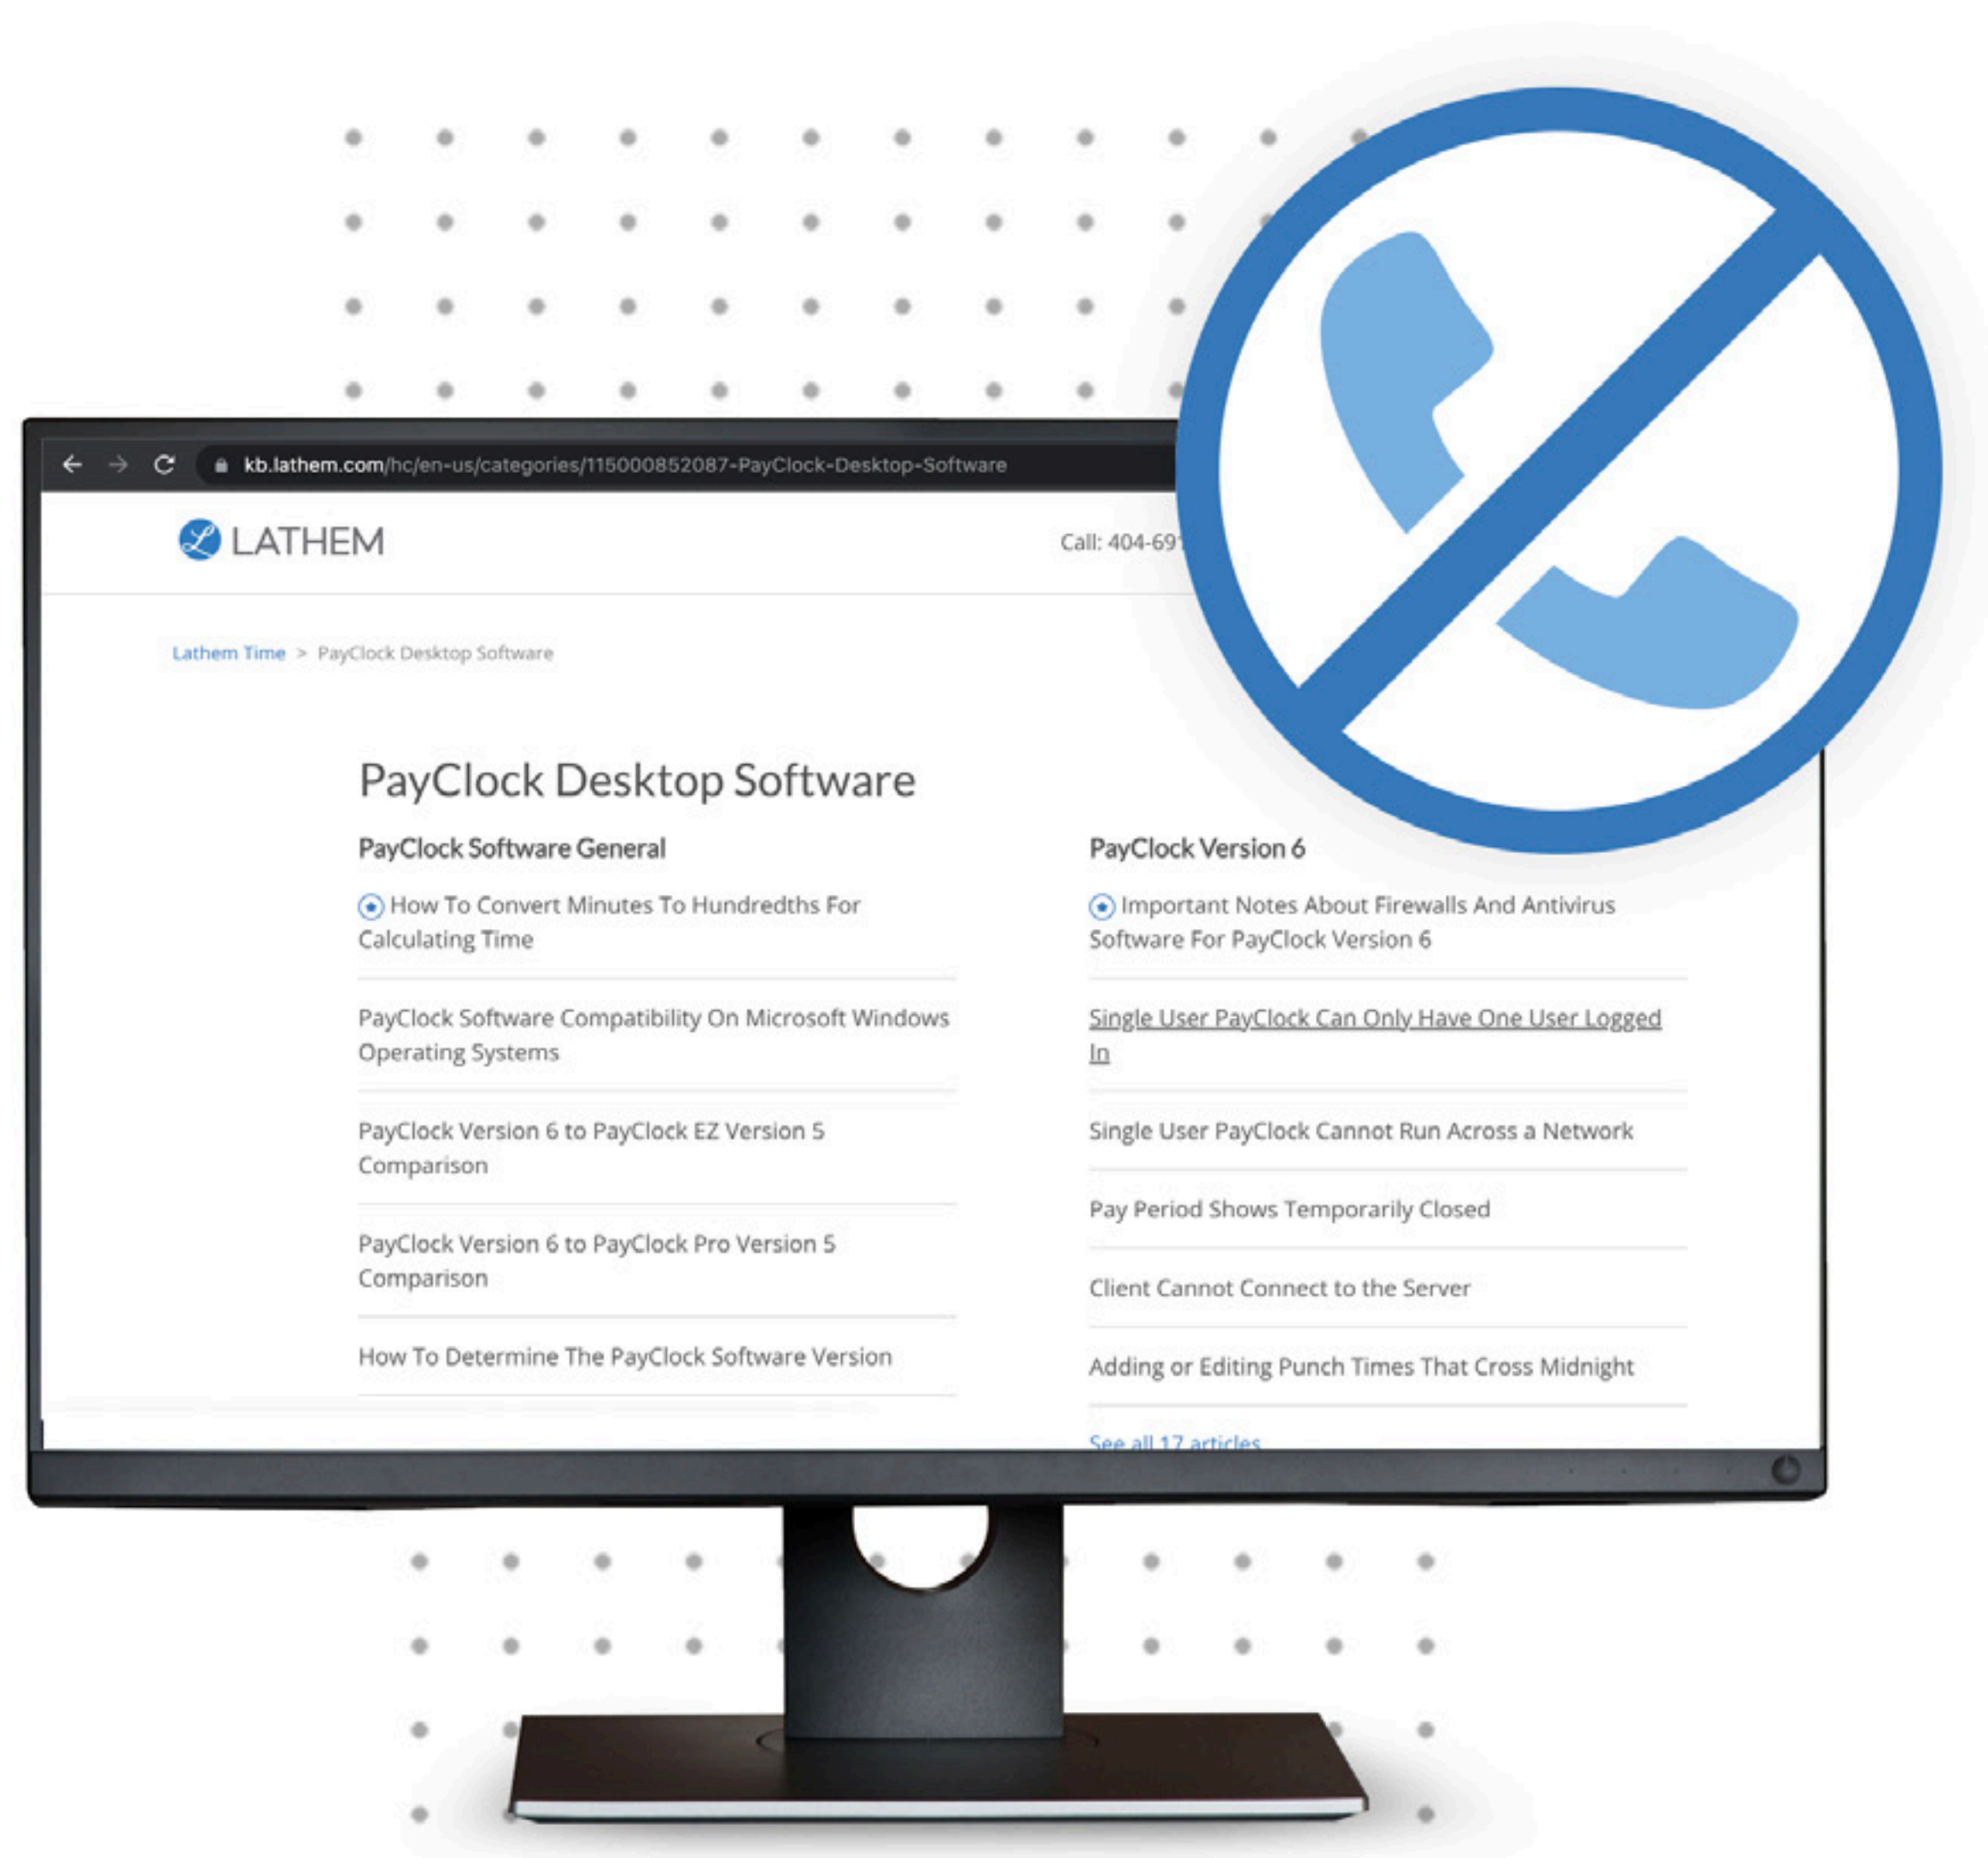 kb.lathem.com/hc/en-us/categories/115000852087-PayClock-Desktop-Software
LATHEM
Call: 404-69
Lathem Time > PayClock Desktop Software
PayClock Desktop Software
PayClock Software General
How To Convert Minutes To Hundredths For
Calculating Time
PayClock Software Compatibility On Microsoft Windows
Operating Systems
PayClock Version 6 to PayClock EZ Version 5
Comparison
PayClock Version 6 to PayClock Pro Version 5
Comparison
How To Determine The PayClock Software Version
PayClock Version 6
Important Notes About Firewalls And Antivirus
Software For PayClock Version 6
Single User PayClock Can Only Have One User Logged
In
Single User PayClock Cannot Run Across a Network
Pay Period Shows Temporarily Closed
Client Cannot Connect to the Server
Adding or Editing Punch Times That Cross Midnight
See all 17 articles